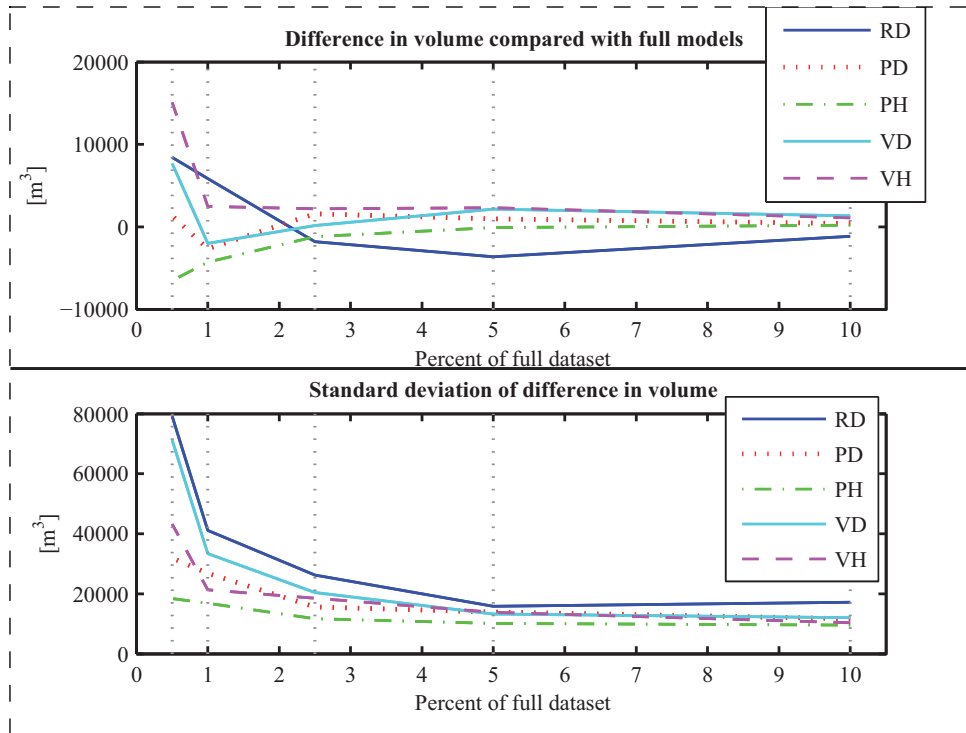 Difference in volume compared with full models
RD
PD
PH
VD
VH
20000
10000
0
−10000
[m³]
0 1 2 3 4 5 6 7 8 9 10
Percent of full dataset
Standard deviation of difference in volume
RD
PD
PH
VD
VH
80000
60000
40000
20000
0
[m³]
0 1 2 3 4 5 6 7 8 9 10
Percent of full dataset